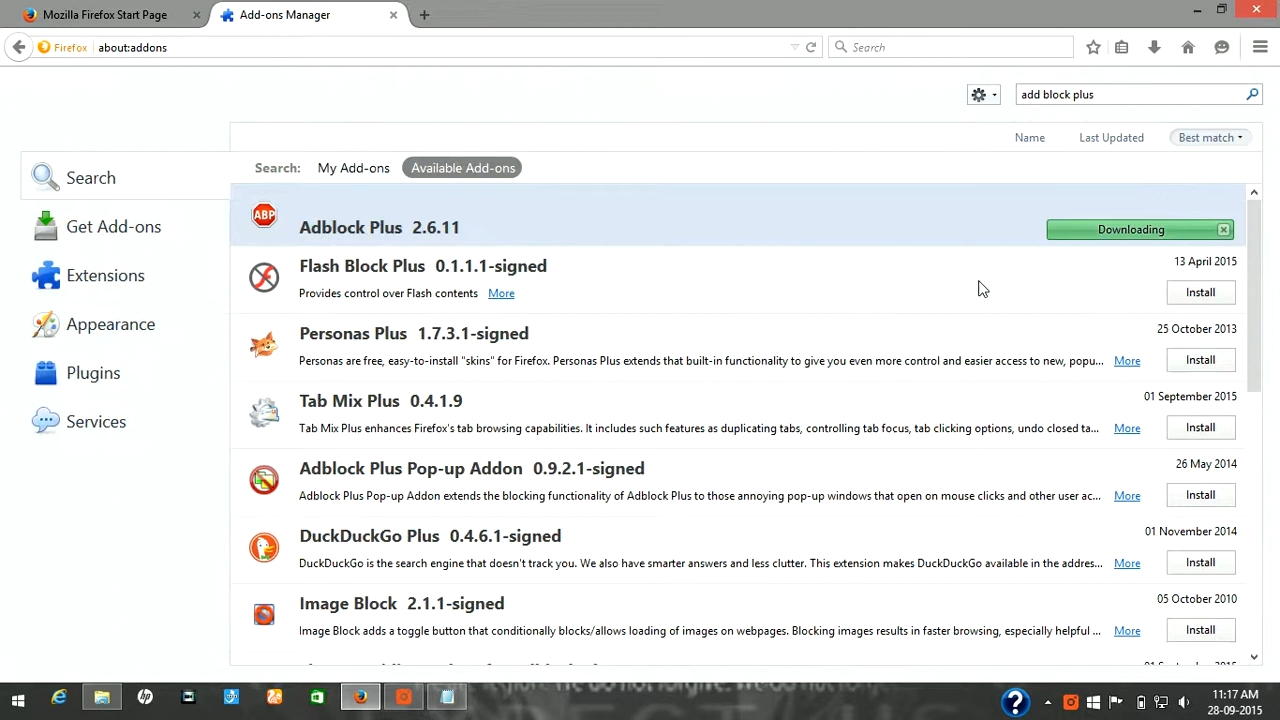 Mozilla Firefox Start Page
Add-ons Manager
Firefox about:addons
Search
add block plus
Name Last Updated Best match
Search: My Add-ons Available Add-ons
Search
Get Add-ons
Extensions
Appearance
Plugins
Services
ABP
Adblock Plus 2.6.11
Downloading
Flash Block Plus 0.1.1.1-signed
13 April 2015
Provides control over Flash contents More
Install
Personas Plus 1.7.3.1-signed
25 October 2013
Personas are free, easy-to-install "skins" for Firefox. Personas Plus extends that built-in functionality to give you even more control and easier access to new, popu... More
Install
Tab Mix Plus 0.4.1.9
01 September 2015
Tab Mix Plus enhances Firefox's tab browsing capabilities. It includes such features as duplicating tabs, controlling tab focus, tab clicking options, undo closed ta... More
Install
Adblock Plus Pop-up Addon 0.9.2.1-signed
26 May 2014
Adblock Plus Pop-up Addon extends the blocking functionality of Adblock Plus to those annoying pop-up windows that open on mouse clicks and other user ac... More
Install
DuckDuckGo Plus 0.4.6.1-signed
01 November 2014
DuckDuckGo is the search engine that doesn't track you. We also have smarter answers and less clutter. This extension makes DuckDuckGo available in the addres... More
Install
Image Block 2.1.1-signed
05 October 2010
Image Block adds a toggle button that conditionally blocks/allows loading of images on webpages. Blocking images results in faster browsing, especially helpful ... More
Install
hp
11:17 AM
28-09-2015